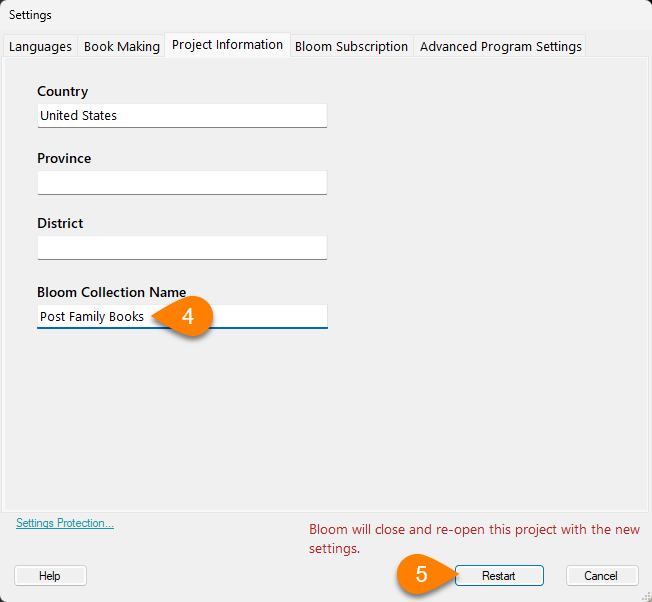 Settings
Languages Book Making Project Information Bloom Subscription Advanced Program Settings
Country
United States
Province
District
Bloom Collection Name
Post Family Books 4
Settings Protection...
Bloom will close and re-open this project with the new
settings.
Help 5 Restart Cancel